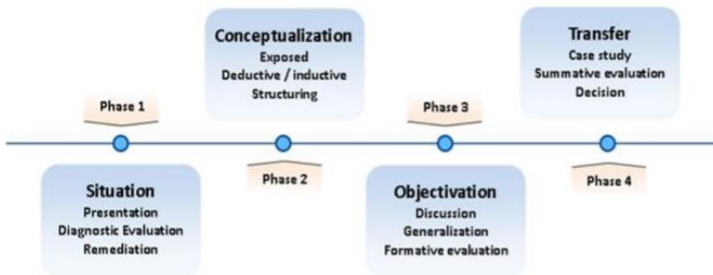 Phase 1
Situation
Presentation
Diagnostic Evaluation
Remediation
Conceptualization
Exposed
Deductive / inductive
Structuring
Phase 2
Phase 3
Objectivation
Discussion
Generalization
Formative evaluation
Transfer
Case study
Summative evaluation
Decision
Phase 4